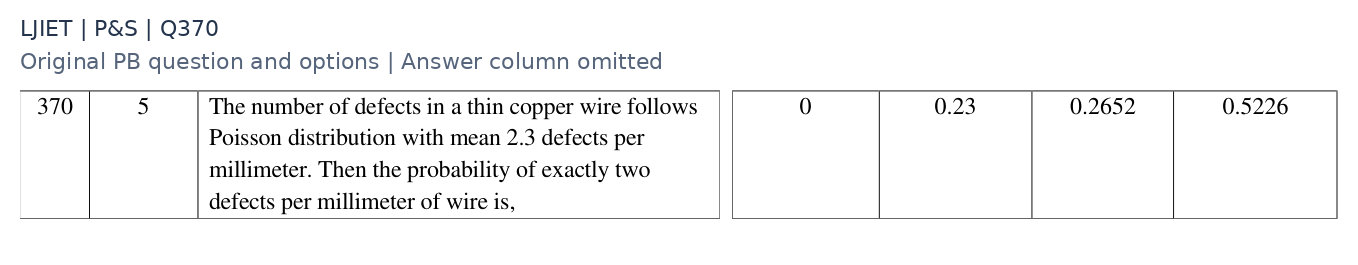 LJIET | P&S | Q370
Original PB question and options | Answer column omitted
370 5 The number of defects in a thin copper wire follows 0 0.23 0.2652 0.5226
Poisson distribution with mean 2.3 defects per
millimeter. Then the probability of exactly two
defects per millimeter of wire is,